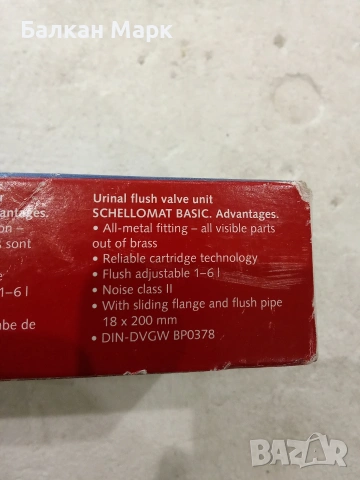 Балкан Марк
Urinal flush valve unit
SCHELLOMAT BASIC. Advantages.
• All-metal fitting – all visible parts
out of brass
• Reliable cartridge technology
• Flush adjustable 1–6 l
• Noise class II
• With sliding flange and flush pipe
18 x 200 mm
• DIN-DVGW BP0378
antages.
on –
s sont
e
1–6 l
be de
BAZAR